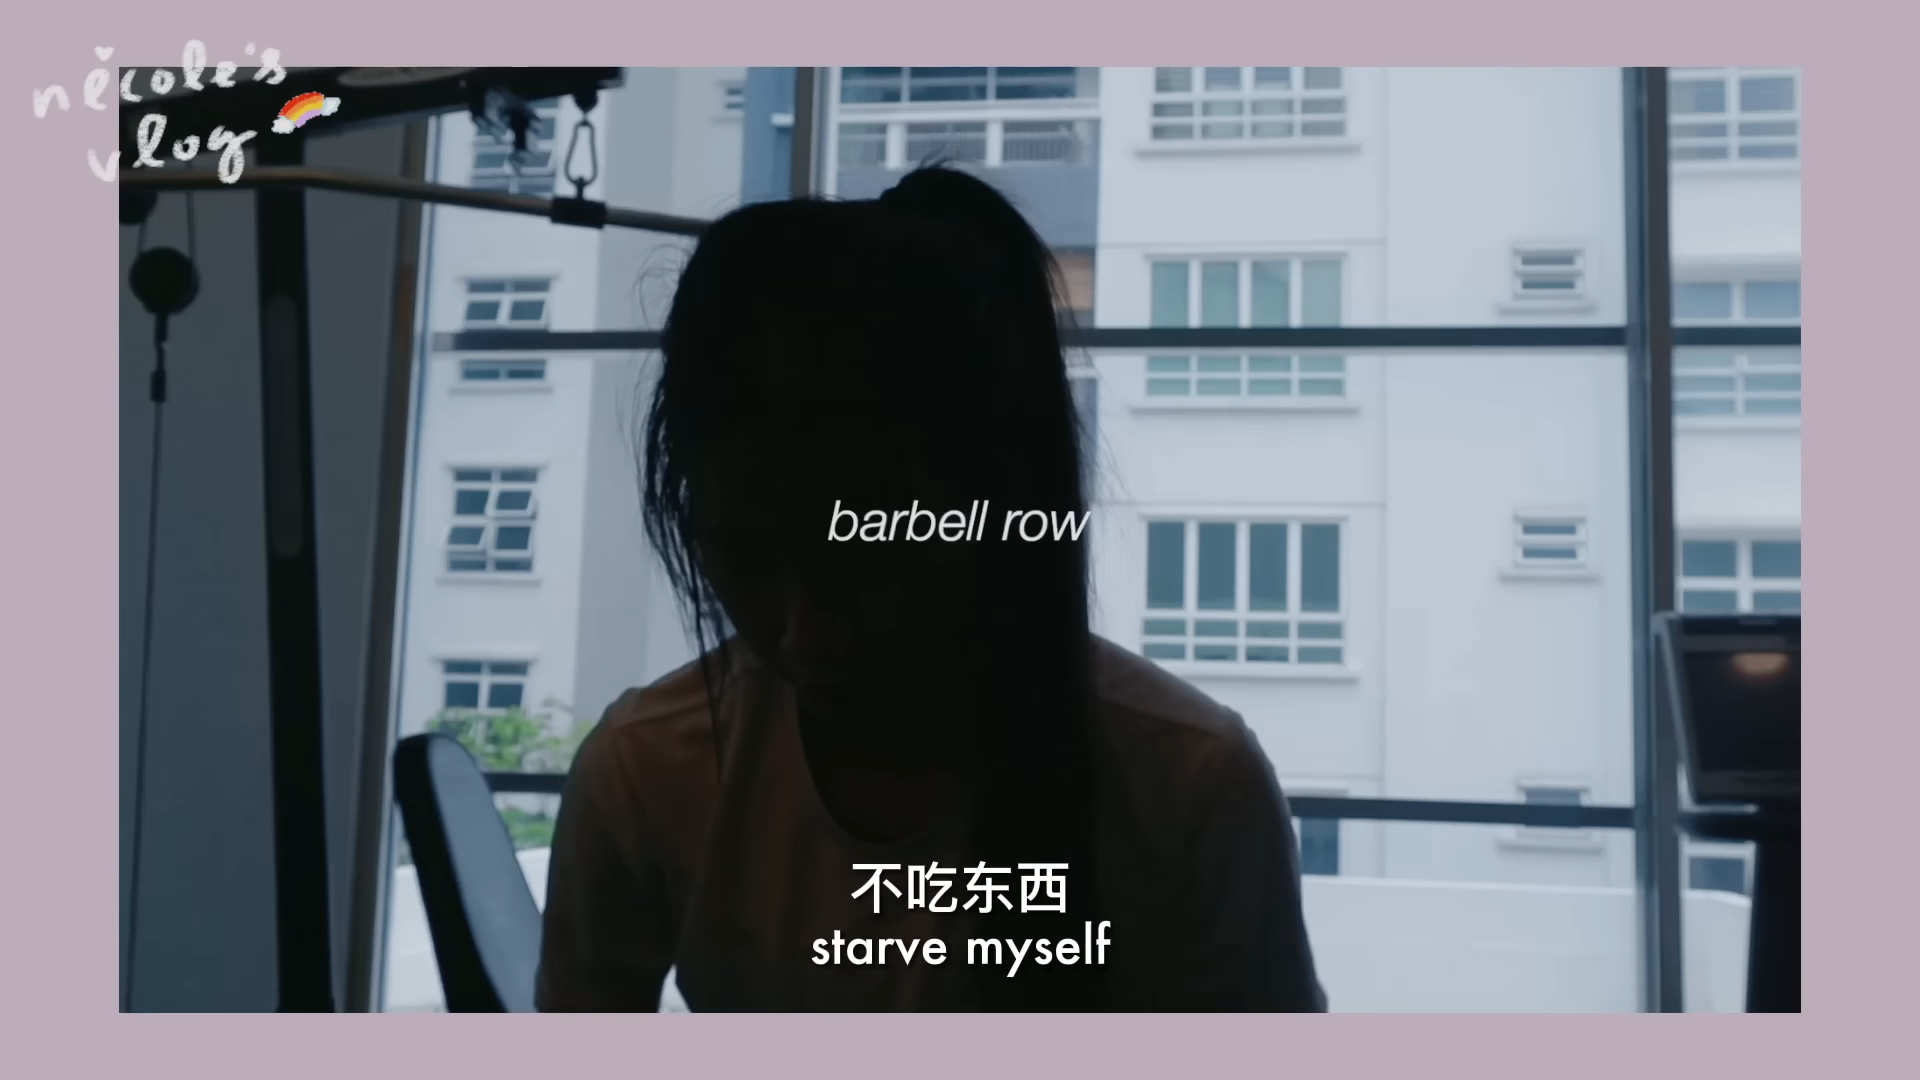 nicole's
vlog
barbell row
不吃东西
starve myself